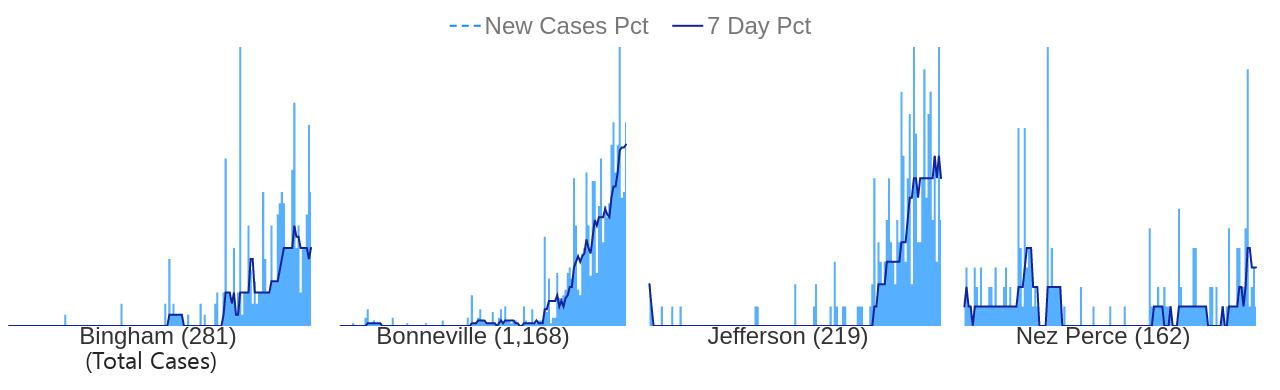 New Cases Pct 7 Day Pct
Bingham (281) Bonneville (1,168) Jefferson (219) Nez Perce (162)
(Total Cases)